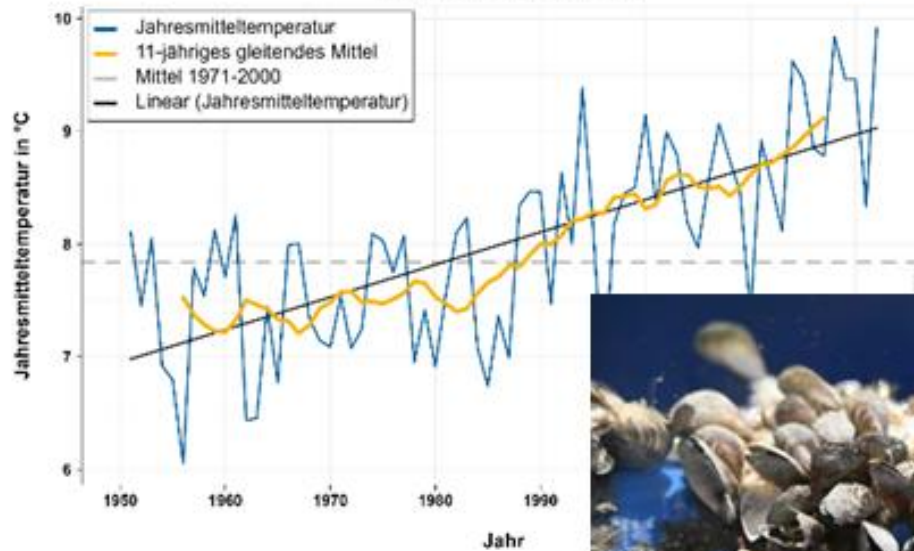 10
Jahresmitteltemperatur
11-jähriges gleitendes Mittel
Mittel 1971-2000
Linear (Jahresmitteltemperatur)
9
8
7
6
Jahresmitteltemperatur in °C
1950
1960
1970
1980
1990
Jahr